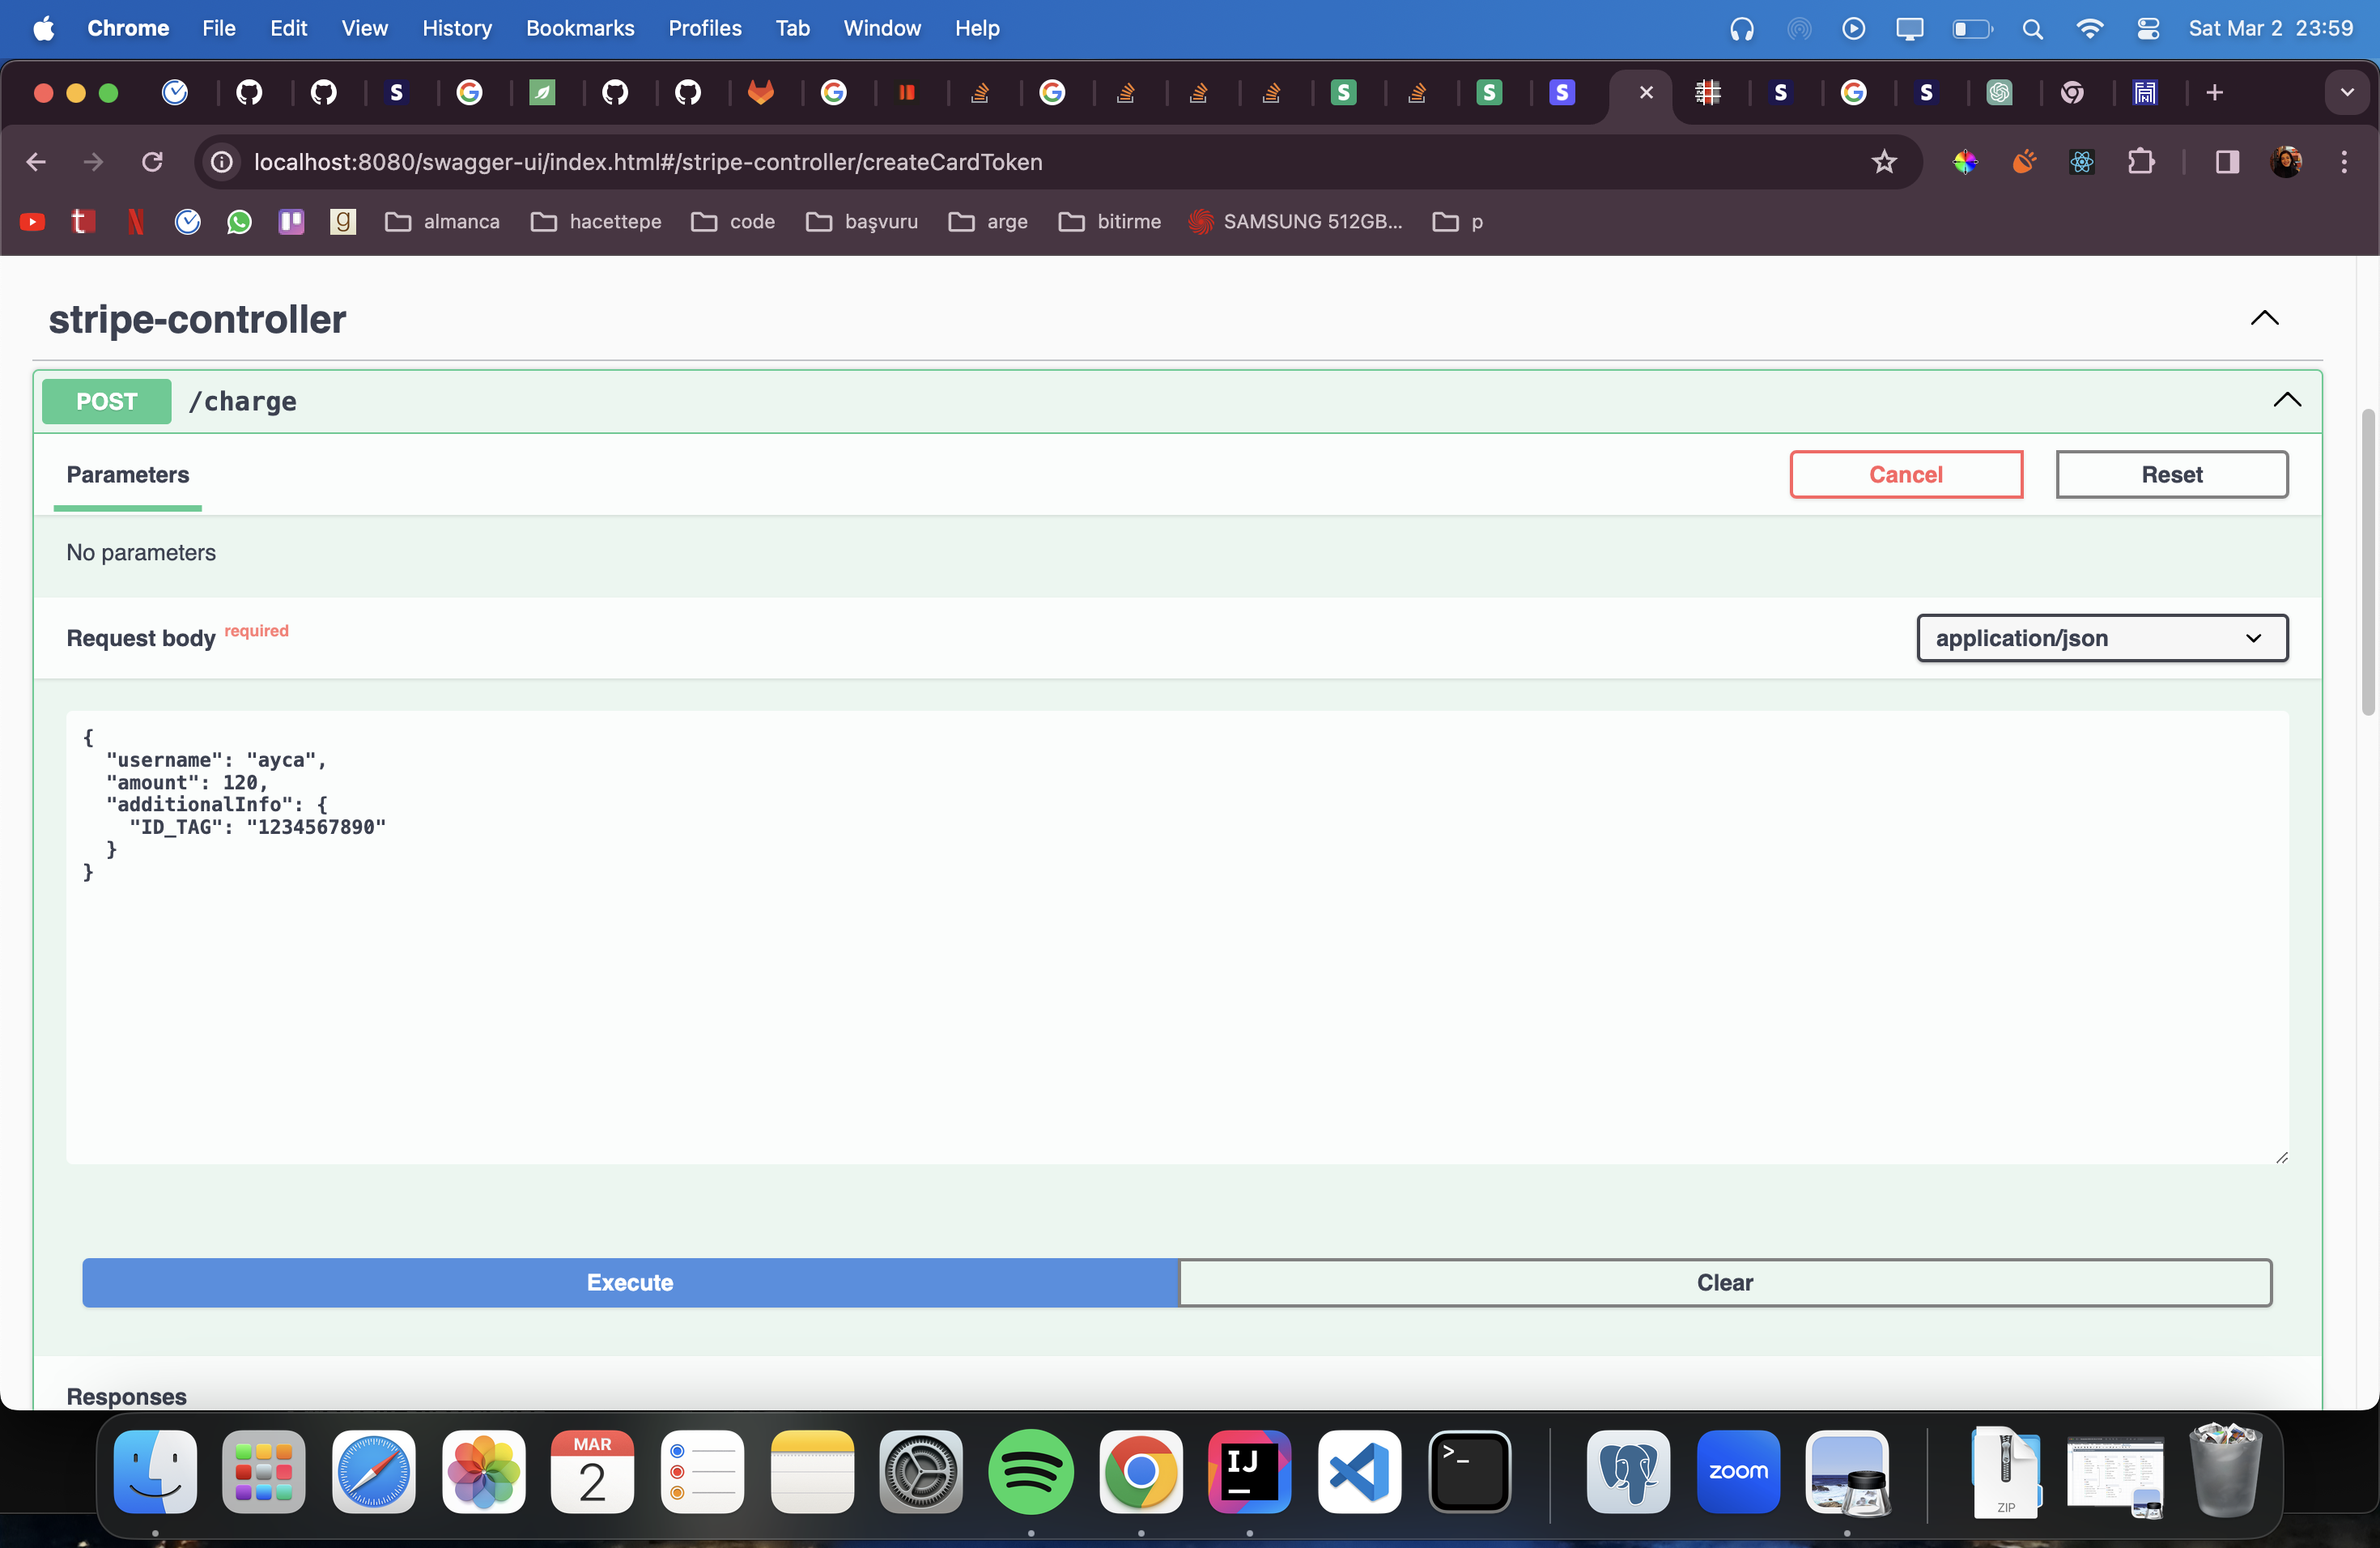 Chrome File Edit View History Bookmarks Profiles Tab Window Help Sat Mar 2 23:59
localhost:8080/swagger-ui/index.html#/stripe-controller/createCardToken
almanca hacettepe code başvuru arge bitirme SAMSUNG 512GB... p
stripe-controller
POST /charge
Parameters Cancel Reset
No parameters
Request body required application/json
{
"username": "ayca",
"amount": 120,
"additionalInfo": {
"ID_TAG": "1234567890"
}
}
Execute Clear
Responses
MAR
2
IJ
>_
zoom
ZIP